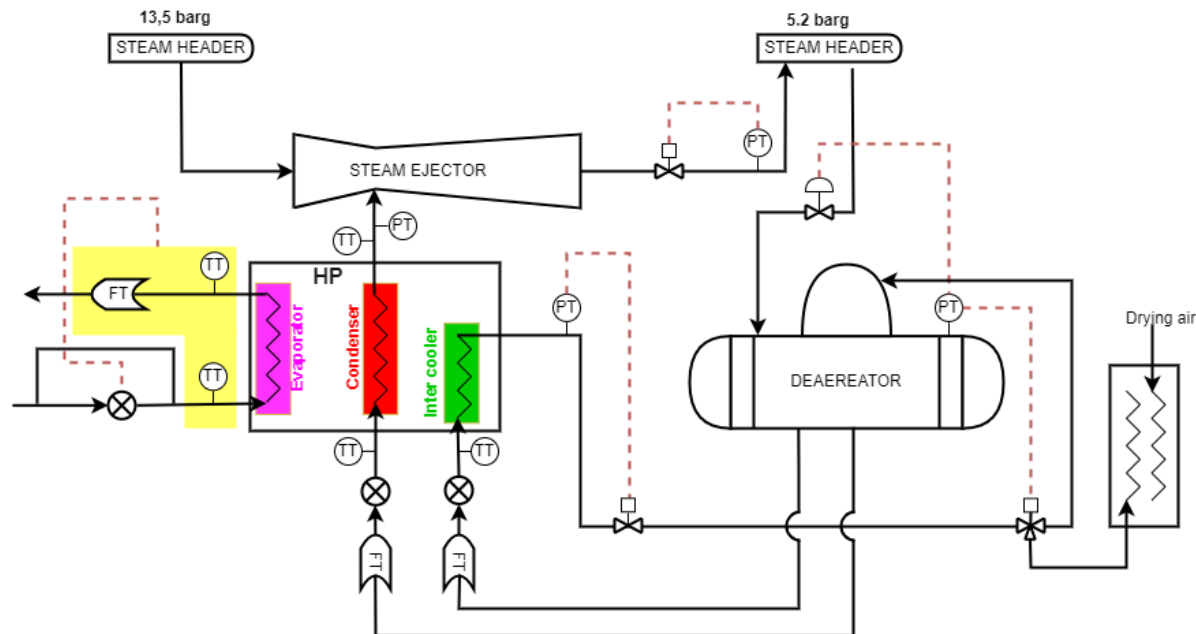 13,5 barg
STEAM HEADER
5.2 barg
STEAM HEADER
PT
STEAM EJECTOR
TT
PT
TT
FT
HP
Evaporator
Condenser
Inter cooler
PT
PT
Drying air
DEAEREATOR
TT
TT
TT
FT
FT